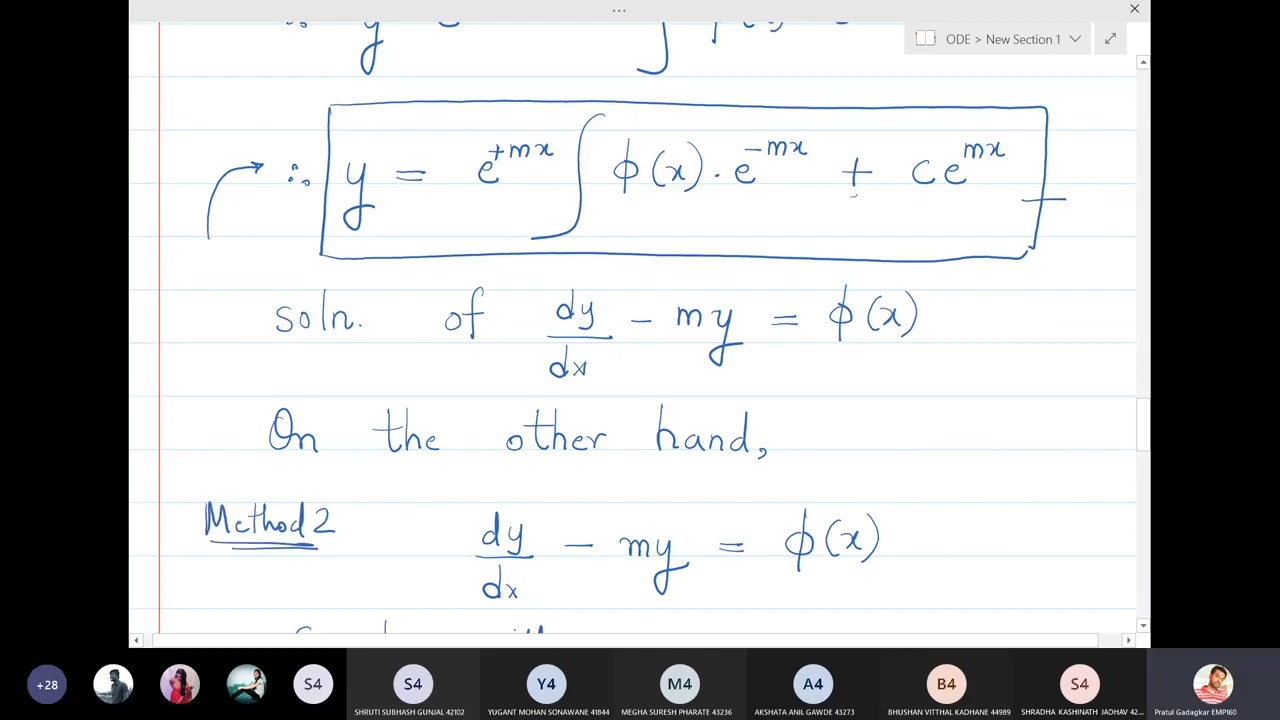 ODE > New Section 1
∴ y = e^{+mx} ∫ φ(x) · e^{-mx} + ce^{mx}
soln. of dy/dx - my = φ(x)
On the other hand,
Method 2 dy/dx - my = φ(x)
+28 S4 S4 Y4 M4 A4 B4 S4
SHRUTI SUBHASH GUNJAL 42102 YUGANT MOHAN SONAWANE 41844 MEGHA SURESH PHARATE 43236 AKSHATA ANIL GAWDE 43273 BHUSHAN VITTHAL KADHANE 44989 SHRADHA KASHINATH JADHAV 42... Pratul Gadagkar EMP160